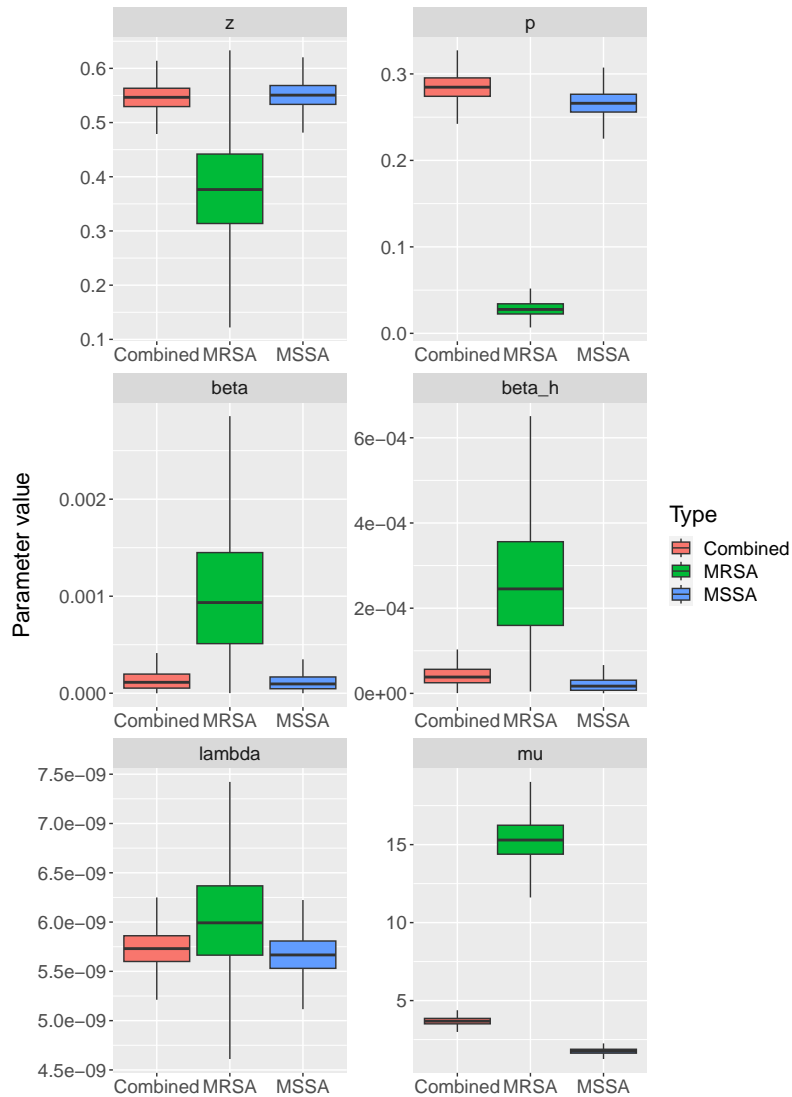 z
p
0.6
0.5
0.4
0.3
0.2
0.1
0.3
0.2
0.1
0.0
Combined MRSA MSSA
Combined MRSA MSSA
beta
beta_h
0.002
0.001
0.000
6e−04
4e−04
2e−04
0e+00
Combined MRSA MSSA
Combined MRSA MSSA
lambda
mu
7.5e−09
7.0e−09
6.5e−09
6.0e−09
5.5e−09
5.0e−09
4.5e−09
15
10
5
Combined MRSA MSSA
Combined MRSA MSSA
Parameter value
Type
Combined
MRSA
MSSA